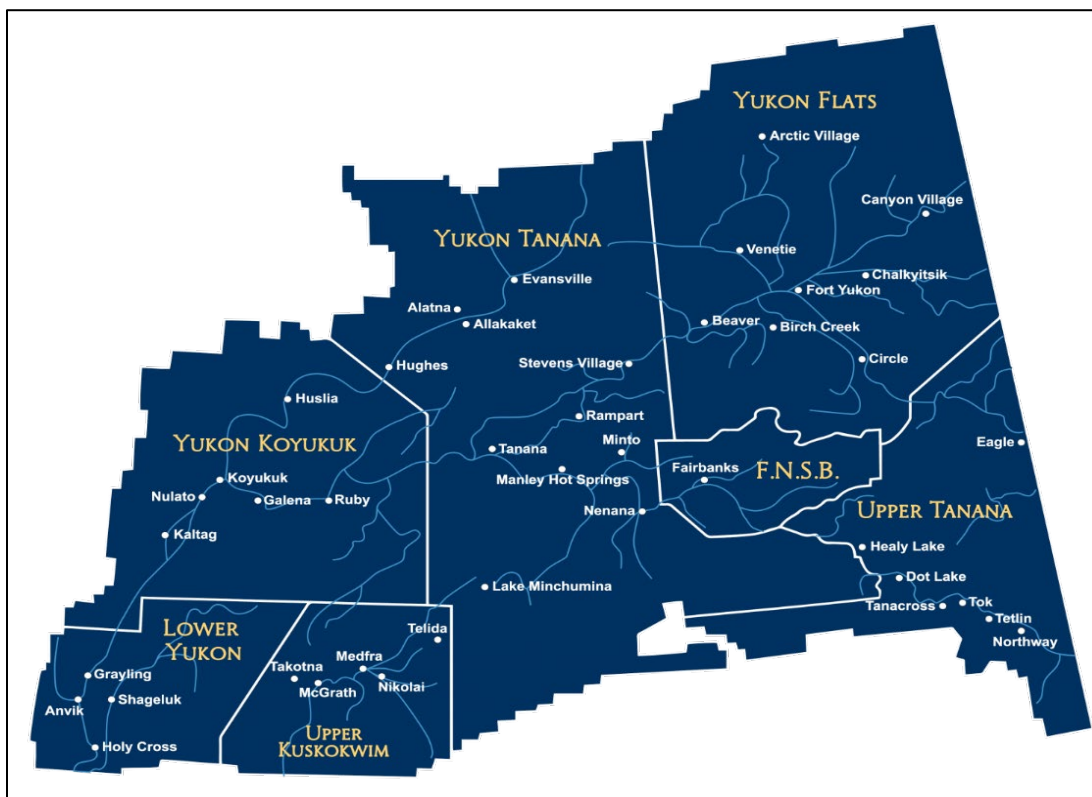 YUKON FLATS
Arctic Village
Canyon Village
YUKON TANANA
Venetie
Evansville
Chalkyitsik
Fort Yukon
Alatna
Allakaket
Beaver
Birch Creek
Stevens Village
Circle
Hughes
Huslia
Rampart
YUKON KOYUKUK
Minto
Eagle
Tanana
Fairbanks
F.N.S.B.
Koyukuk
Manley Hot Springs
Nulato
Galena
Ruby
Nenana
UPPER TANANA
Kaltag
Healy Lake
Dot Lake
Lake Minchumina
Tanacross
Tok
Tetlin
Northway
LOWER
YUKON
Telida
Medfra
Takotna
Grayling
McGrath
Nikolai
Anvik
Shageluk
UPPER
KUSKOKWIM
Holy Cross